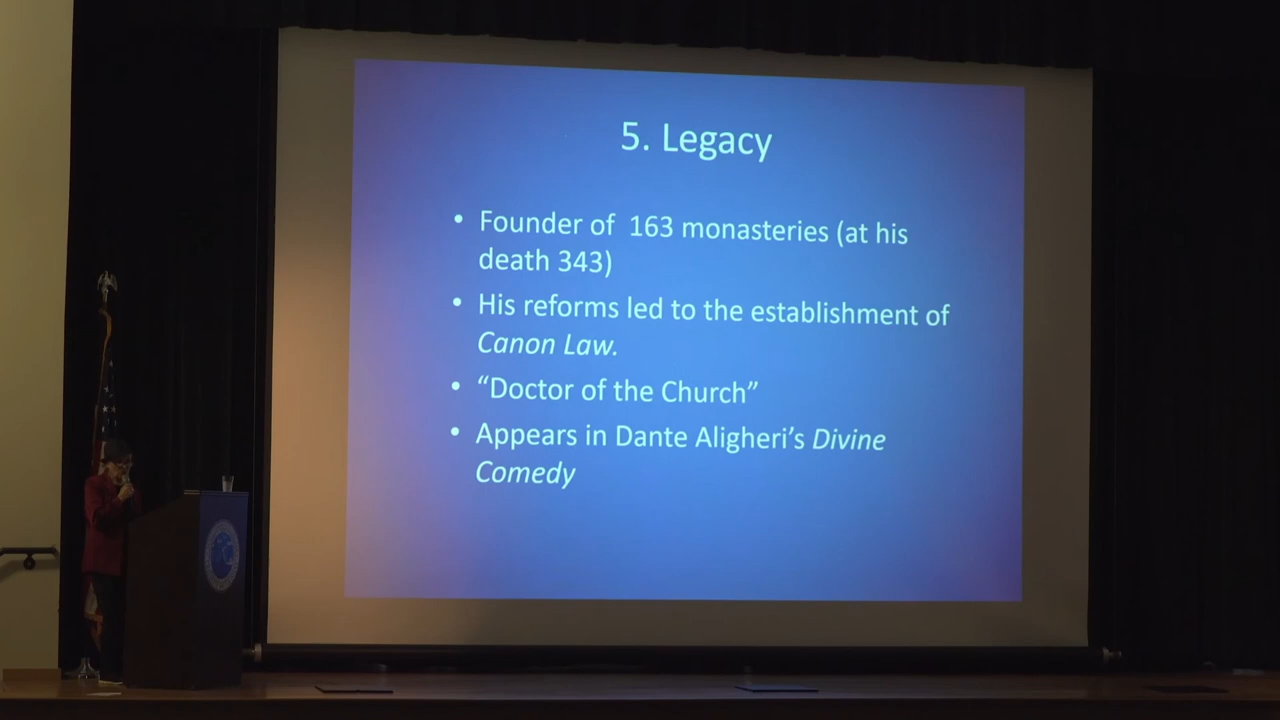 5. Legacy
• Founder of 163 monasteries (at his
death 343)
• His reforms led to the establishment of
Canon Law.
• “Doctor of the Church”
• Appears in Dante Aligheri’s Divine
Comedy